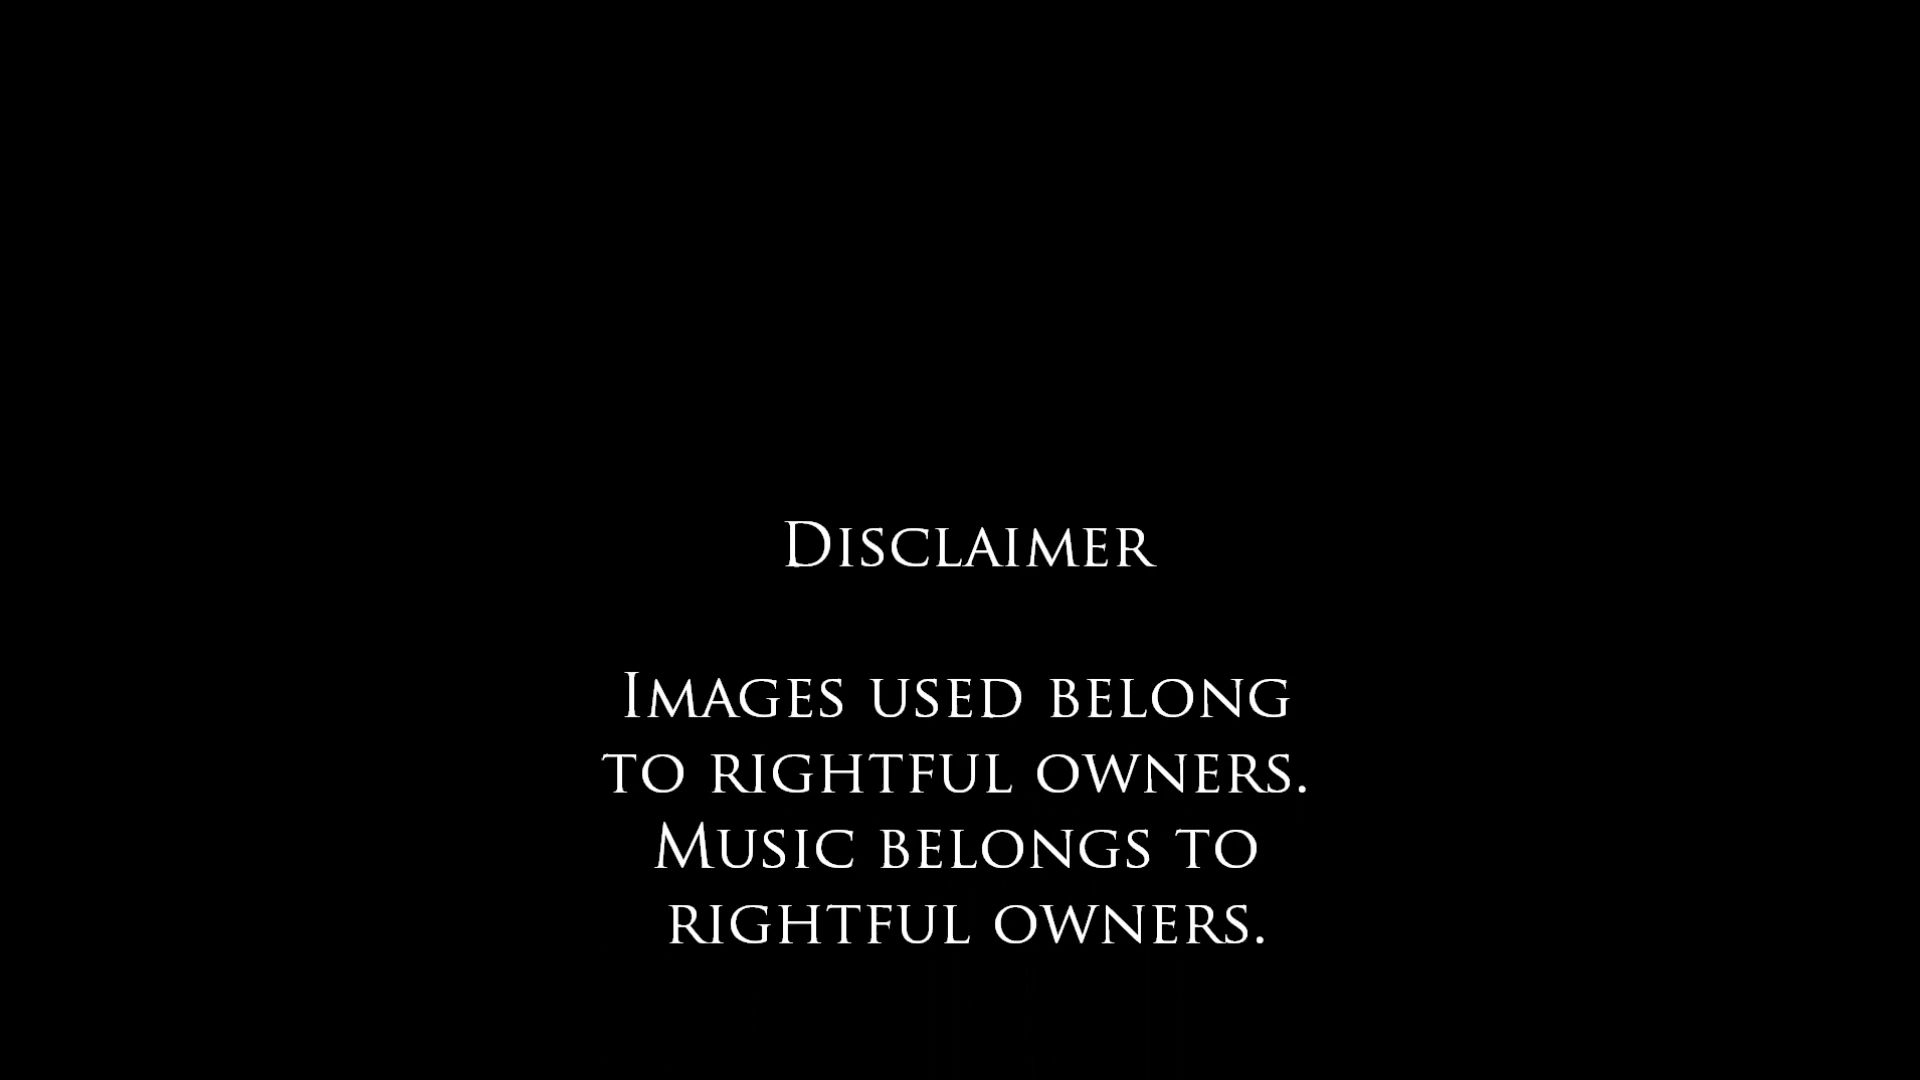 Disclaimer
Images used belong
to rightful owners.
Music belongs to
rightful owners.